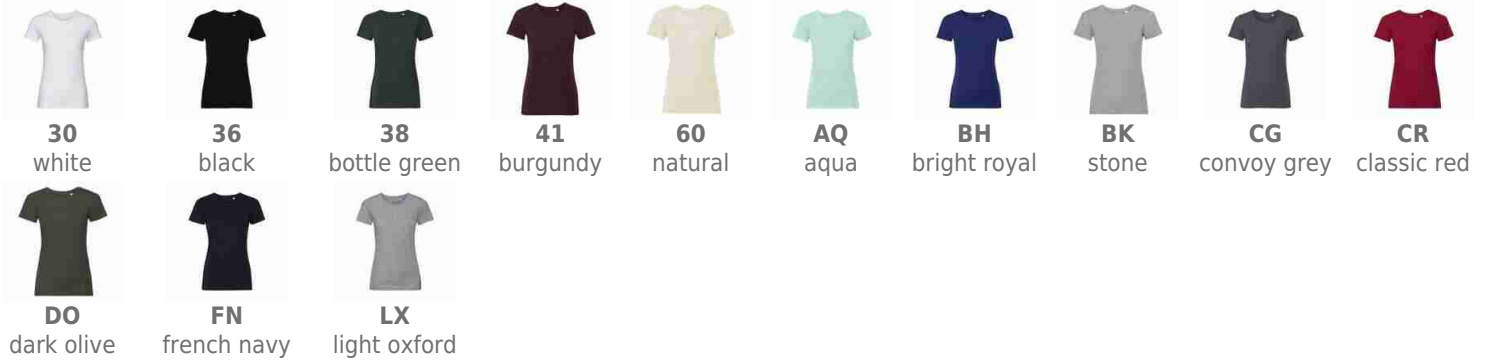 30 36 38 41 60 AQ BH BK CG CR
white black bottle green burgundy natural aqua bright royal stone convoy grey classic red
DO FN LX
dark olive french navy light oxford